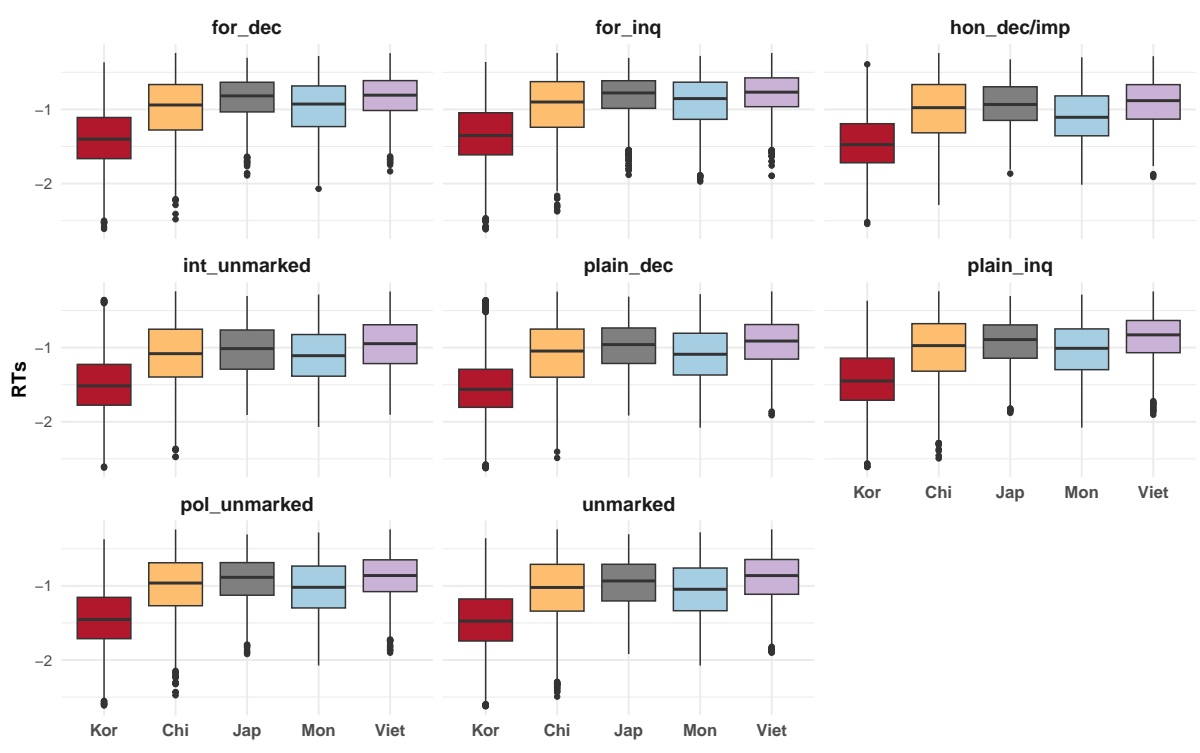 for_dec for_inq hon_dec/imp
−1
−2
int_unmarked plain_dec plain_inq
−1
−2
RTs
Kor Chi Jap Mon Viet
pol_unmarked unmarked
−1
−2
Kor Chi Jap Mon Viet Kor Chi Jap Mon Viet